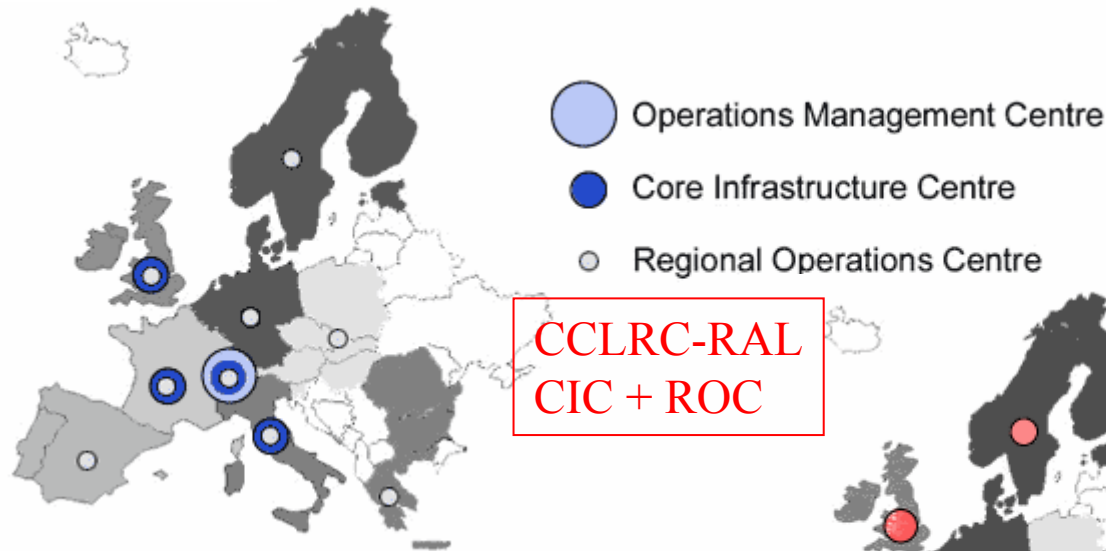 Operations Management Centre
Core Infrastructure Centre
Regional Operations Centre
CCLRC-RAL
CIC + ROC